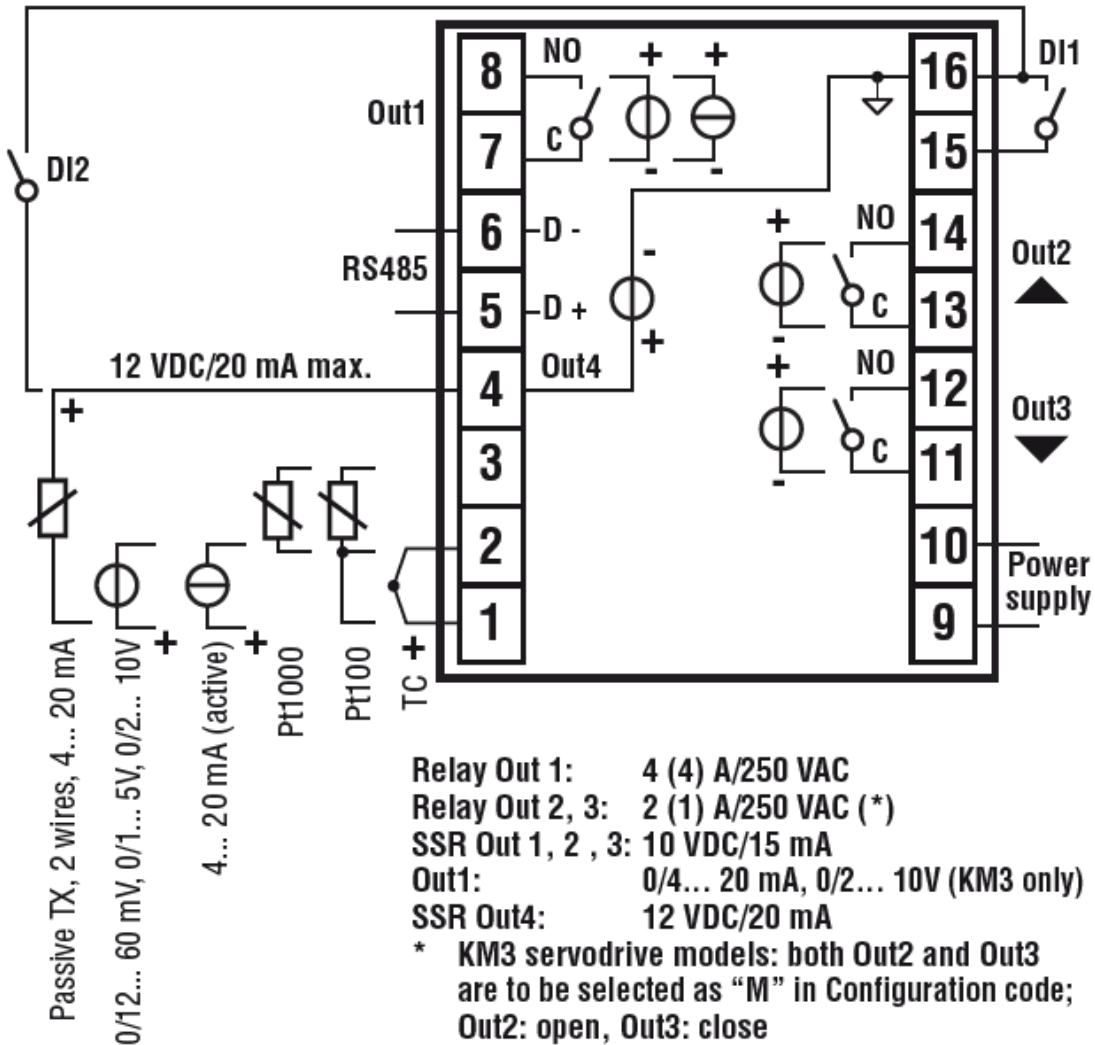 8 NO + + 16 DI1
Out1
7 C - - 15
DI2
6 D - - + NO 14
RS485 Out2
5 D + + C 13
-
12 VDC/20 mA max. 4 Out4 + NO 12
+ Out3
3 C 11
-
2 10
Power
supply
1 9
+ + +
Passive TX, 2 wires, 4... 20 mA
0/12... 60 mV, 0/1... 5V, 0/2... 10V
4... 20 mA (active)
Pt1000
Pt100
TC
Relay Out 1: 4 (4) A/250 VAC
Relay Out 2, 3: 2 (1) A/250 VAC (*)
SSR Out 1, 2 , 3: 10 VDC/15 mA
Out1: 0/4... 20 mA, 0/2... 10V (KM3 only)
SSR Out4: 12 VDC/20 mA
* KM3 servodrive models: both Out2 and Out3
are to be selected as “M” in Configuration code;
Out2: open, Out3: close